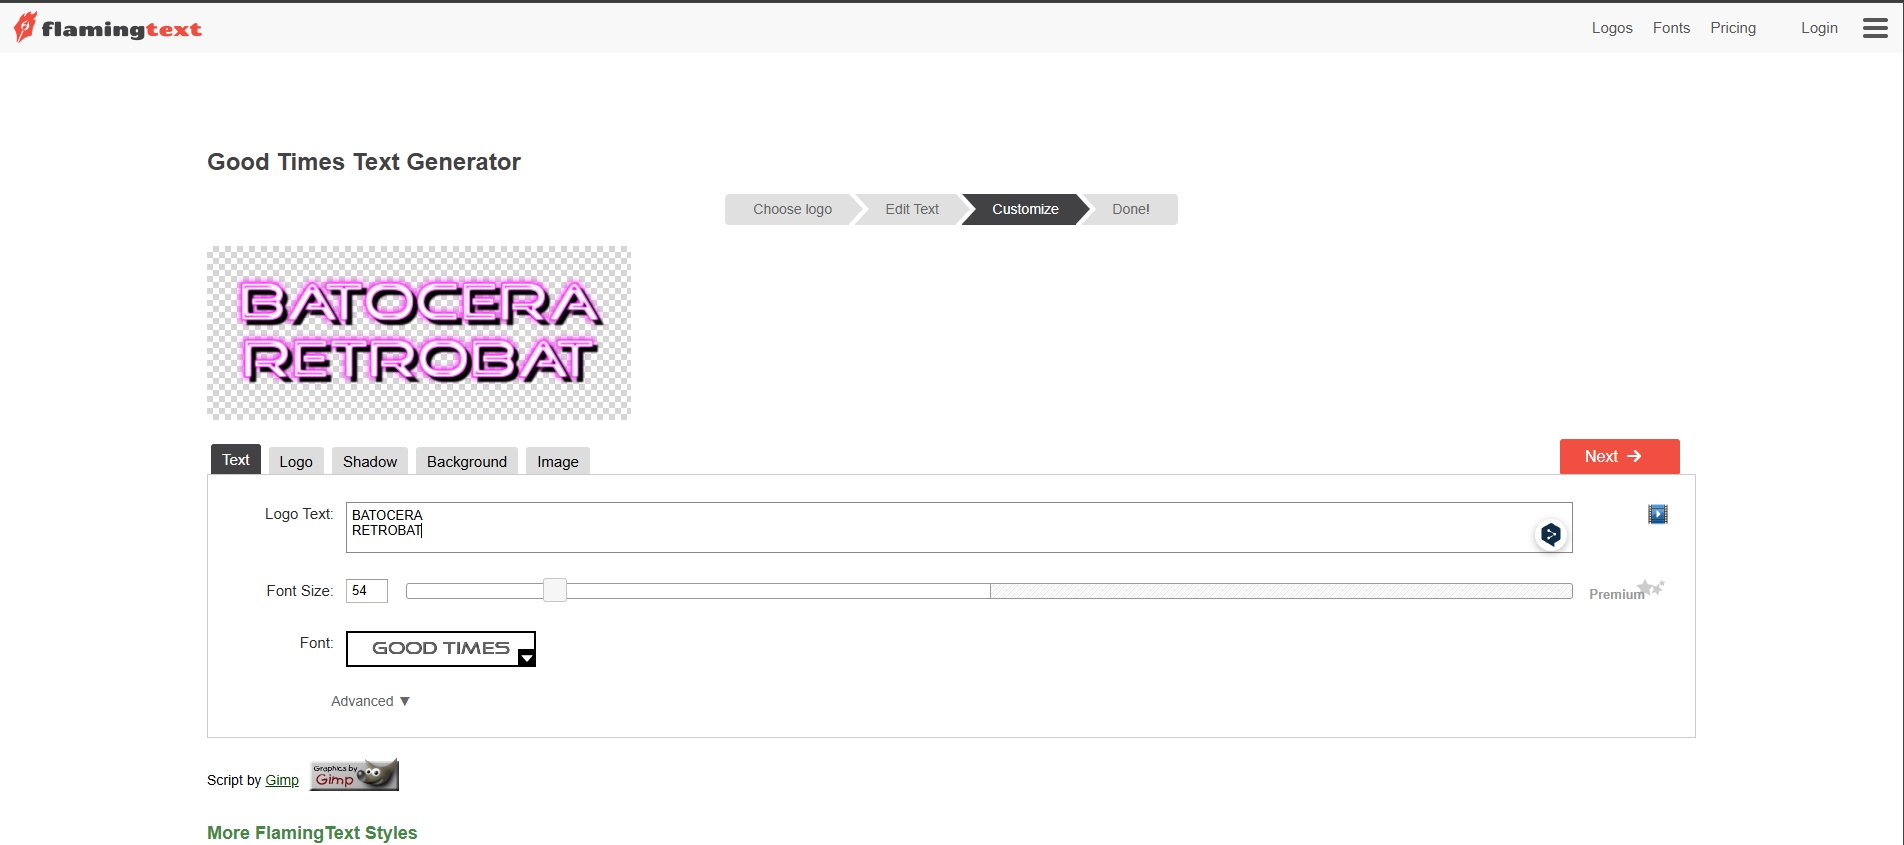 flamingtext
Logos Fonts Pricing Login
Good Times Text Generator
Choose logo Edit Text Customize Done!
BATOCERA
RETROBAT
Text Logo Shadow Background Image
Next
Logo Text: BATOCERA
RETROBAT
Font Size: 54 Premium
Font: GOOD TIMES
Advanced ▼
Script by Gimp
Graphics by
Gimp
More FlamingText Styles